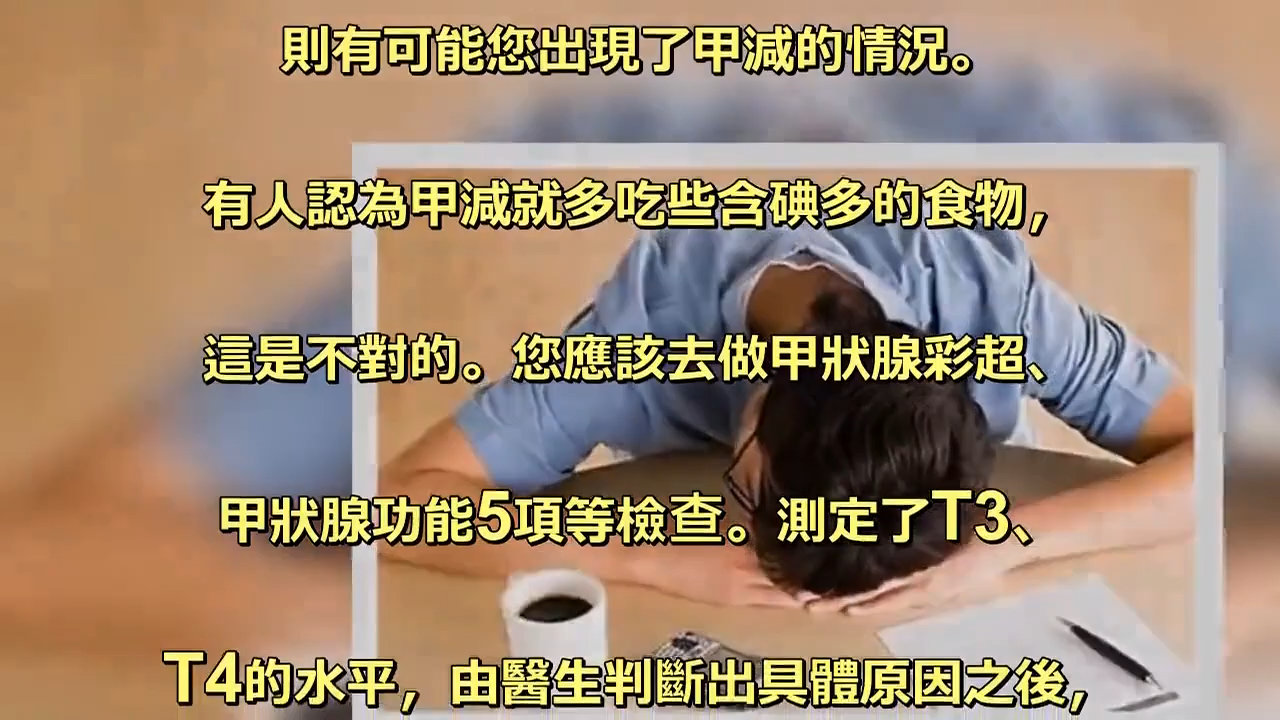 則有可能您出現了甲減的情況。
有人認為甲減就多吃些含碘多的食物，
這是不對的。您應該去做甲狀腺彩超、
甲狀腺功能5項等檢查。測定了T3、
T4的水平，由醫生判斷出具體原因之後，